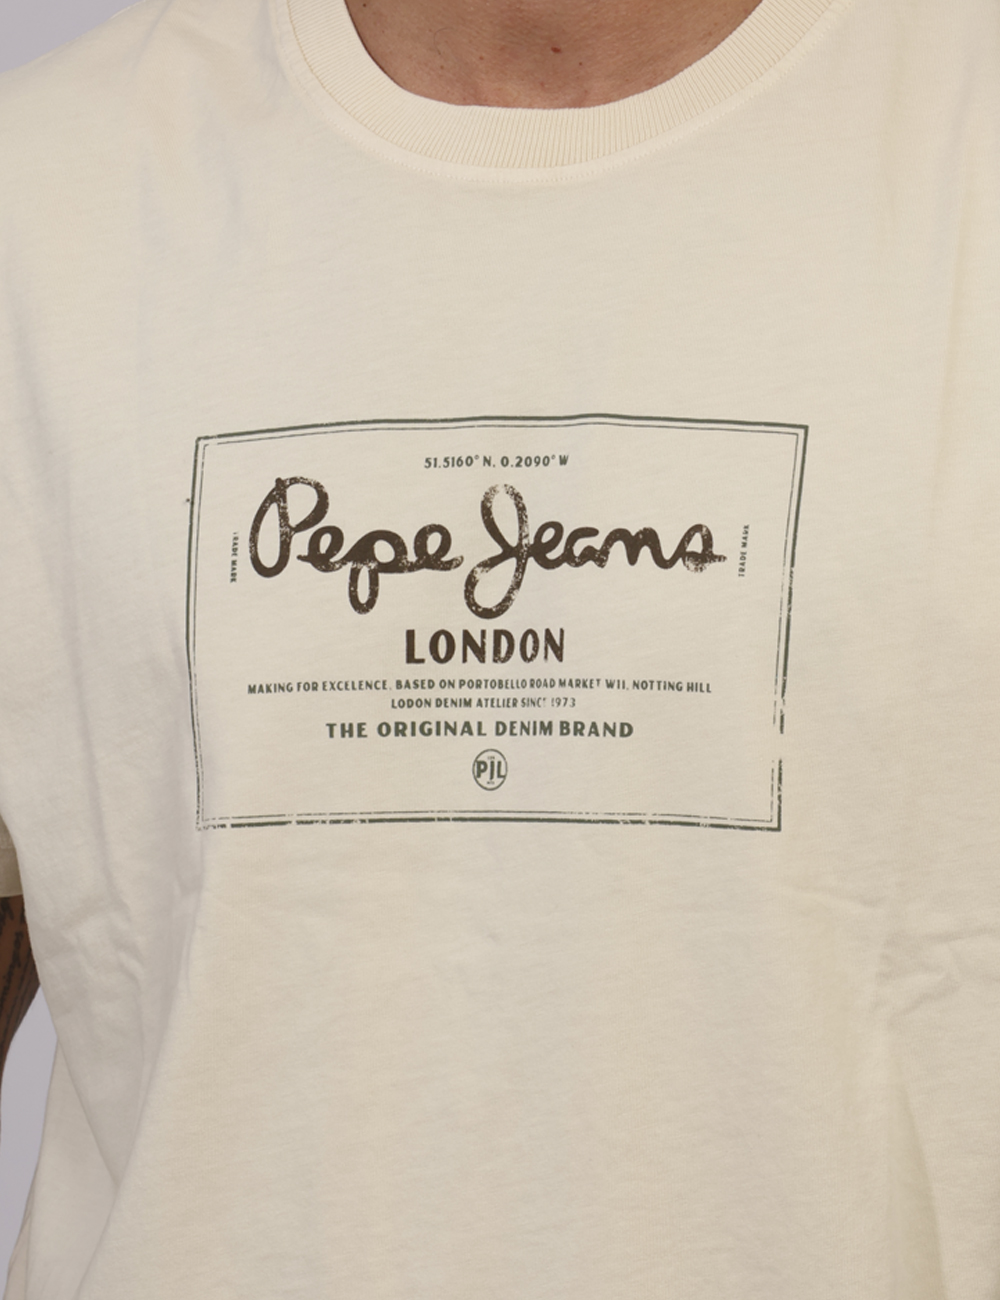 51.5160° N, 0.2090° W
Pepe Jeans
TRADE MARK
TRADE MARK
LONDON
MAKING FOR EXCELENCE. BASED ON PORTOBELLO ROAD MARKET W11, NOTTING HILL
LODON DENIM ATELIER SINCE 1973
THE ORIGINAL DENIM BRAND
PJL